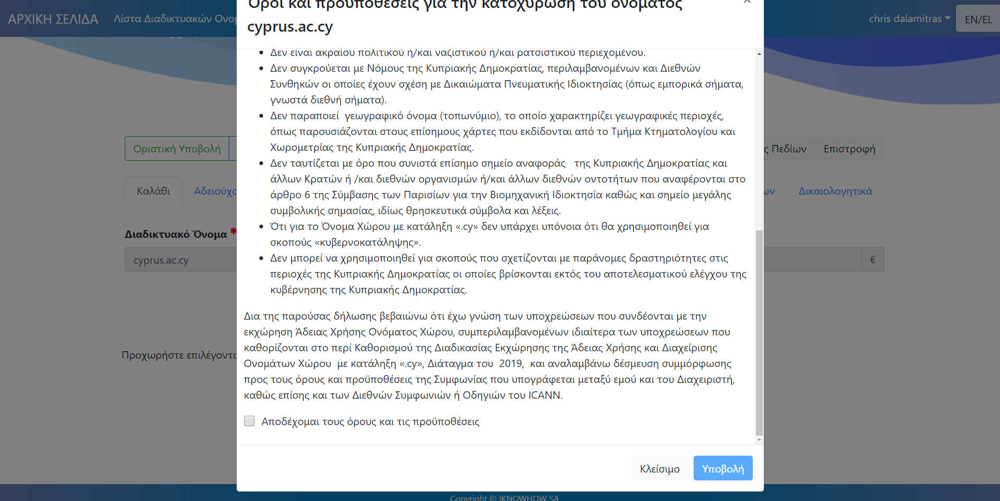 ΑΡΧΙΚΗ ΣΕΛΙΔΑ
Λίστα Διαδικτυακών
chris dalamitras
EN/EL
Όροι και προϋποθέσεις για την κατοχύρωση του ονόματος
cyprus.ac.cy
Δεν είναι ακραίου πολιτικού ή/και ναζιστικού ή/και ρατσιστικού περιεχομένου.
Δεν συγκρούεται με Νόμους της Κυπριακής Δημοκρατίας, περιλαμβανομένων και Διεθνών
Συνθηκών οι οποίες έχουν σχέση με Δικαιώματα Πνευματικής Ιδιοκτησίας (όπως εμπορικά σήματα,
γνωστά διεθνή σήματα).
Δεν παραποιεί γεωγραφικό όνομα (τοπωνύμιο), το οποίο χαρακτηρίζει γεωγραφικές περιοχές,
όπως παρουσιάζονται στους επίσημους χάρτες που εκδίδονται από το Τμήμα Κτηματολογίου και
Χωρομετρίας της Κυπριακής Δημοκρατίας.
Δεν ταυτίζεται με όρο που συνιστά επίσημο σημείο αναφοράς της Κυπριακής Δημοκρατίας και
άλλων Κρατών ή /και διεθνών οργανισμών ή/και άλλων διεθνών οντοτήτων που αναφέρονται στο
άρθρο 6 της Σύμβασης των Παρισίων για την Βιομηχανική Ιδιοκτησία καθώς και σημείο μεγάλης
συμβολικής σημασίας, ιδίως θρησκευτικά σύμβολα και λέξεις.
Ότι για το Όνομα Χώρου με κατάληξη «.cy» δεν υπάρχει υπόνοια ότι θα χρησιμοποιηθεί για
σκοπούς «κυβερνοκατάληψης».
Δεν μπορεί να χρησιμοποιηθεί για σκοπούς που σχετίζονται με παράνομες δραστηριότητες στις
περιοχές της Κυπριακής Δημοκρατίας οι οποίες βρίσκονται εκτός του αποτελεσματικού ελέγχου της
κυβέρνησης της Κυπριακής Δημοκρατίας.
Δια της παρούσας δήλωσης βεβαιώνω ότι έχω γνώση των υποχρεώσεων που συνδέονται με την
εκχώρηση Άδειας Χρήσης Ονόματος Χώρου, συμπεριλαμβανομένων ιδιαίτερα των υποχρεώσεων που
καθορίζονται στο περί Καθορισμού της Διαδικασίας Εκχώρησης της Άδειας Χρήσης και Διαχείρισης
Ονομάτων Χώρου με κατάληξη «.cy», Διάταγμα του 2019, και αναλαμβάνω δέσμευση συμμόρφωσης
προς τους όρους και προϋποθέσεις της Συμφωνίας που υπογράφεται μεταξύ εμού και του Διαχειριστή,
καθώς επίσης και των Διεθνών Συμφωνιών ή Οδηγιών του ICANN.
Αποδέχομαι τους όρους και τις προϋποθέσεις
Κλείσιμο
Υποβολή
Οριστική Υποβολή
Πεδίων
Επιστροφή
Καλάθι
Δικαιολογητικά
Διαδικτυακό Όνομα *
cyprus.ac.cy
€
Προχωρήστε
Copyright © IKNOWHOW SA